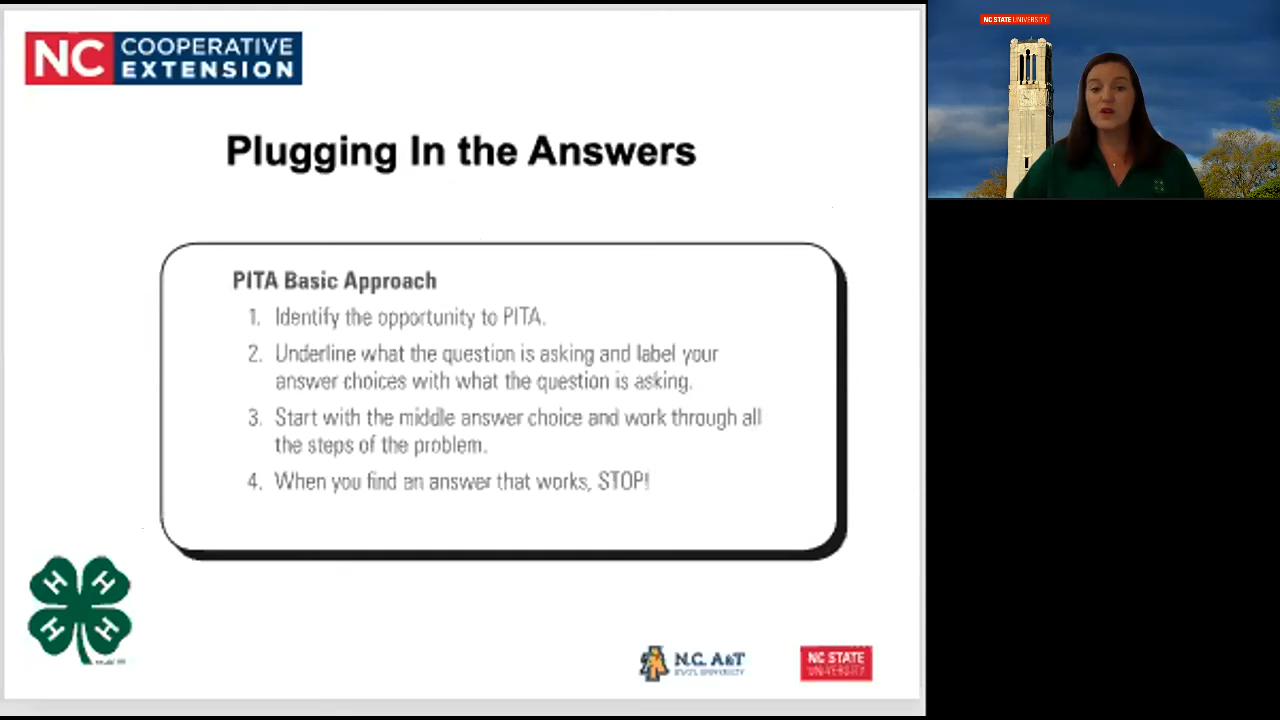 NC COOPERATIVE
EXTENSION
Plugging In the Answers
PITA Basic Approach
1. Identify the opportunity to PITA.
2. Underline what the question is asking and label your
answer choices with what the question is asking.
3. Start with the middle answer choice and work through all
the steps of the problem.
4. When you find an answer that works, STOP!
H H
H H
N.C. A&T
STATE UNIVERSITY
NC STATE
UNIVERSITY
NC STATE UNIVERSITY